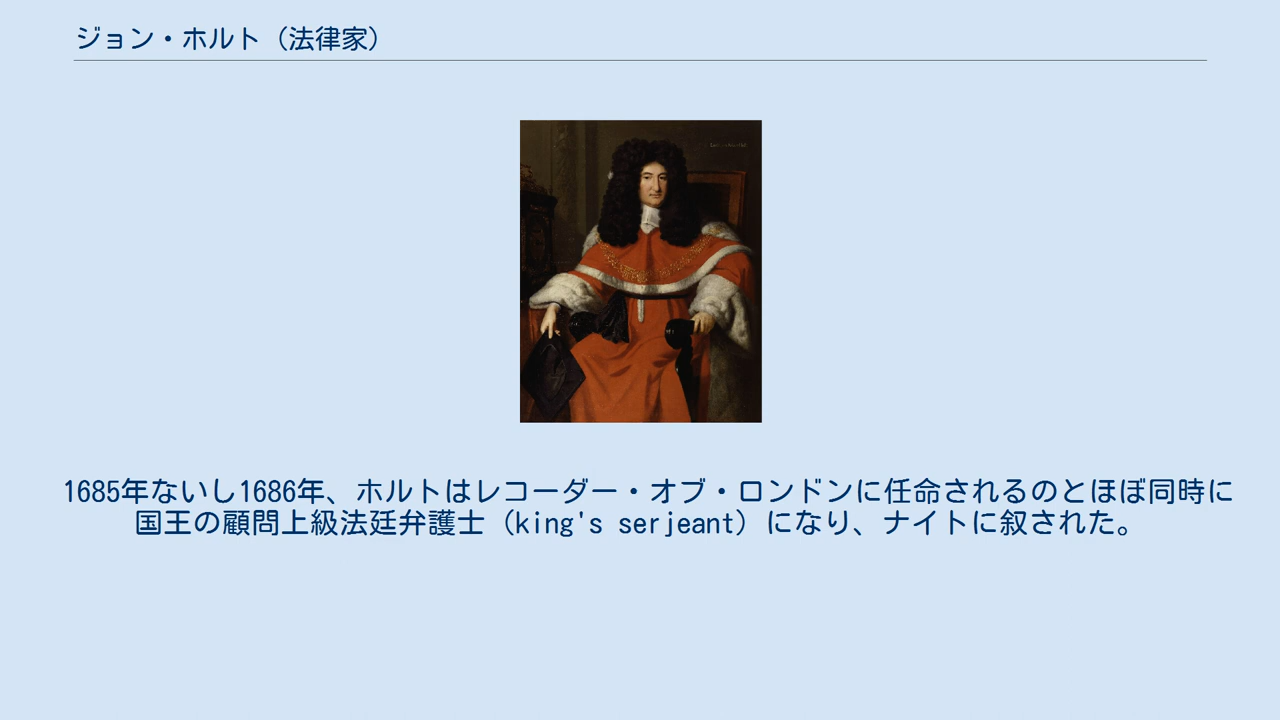 ジョン・ホルト（法律家）
1685年ないし1686年、ホルトはレコーダー・オブ・ロンドンに任命されるのとほぼ同時に
国王の顧問上級法廷弁護士（king's serjeant）になり、ナイトに叙された。